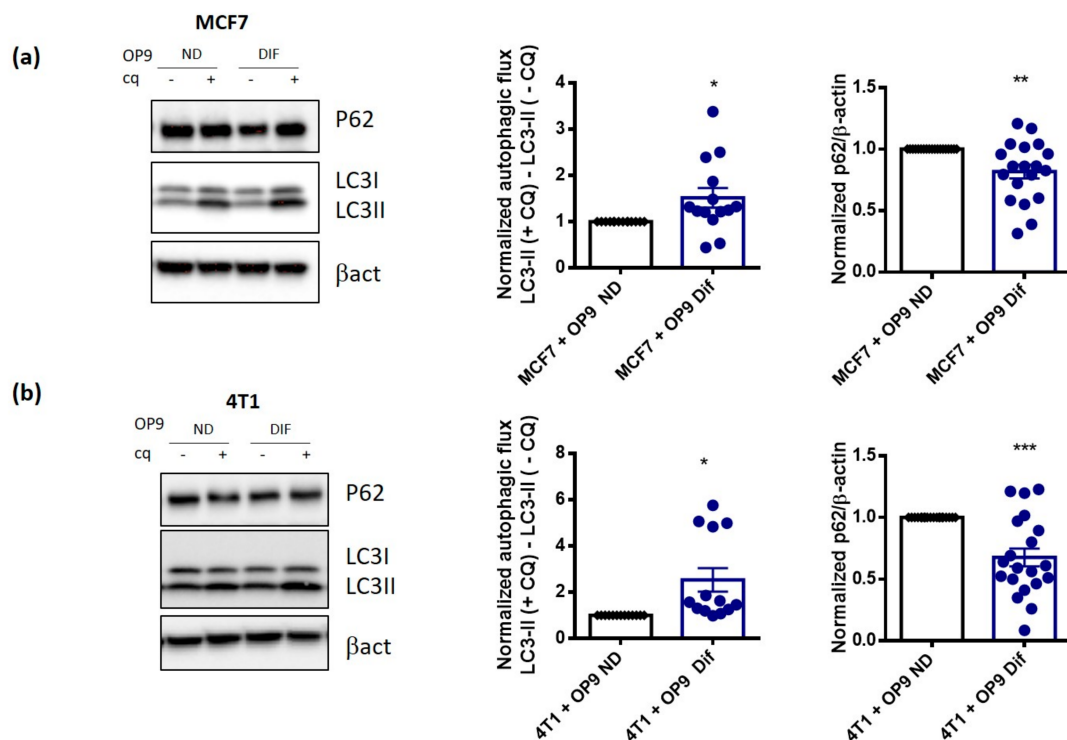 MCF7
(a)
OP9 ND DIF
cq - + - +
P62
LC3I
LC3II
βact
Normalized autophagic flux
LC3-II (+ CQ) - LC3-II ( - CQ)
4
3
2
1
0
*
MCF7 + OP9 ND
MCF7 + OP9 Dif
Normalized p62/β-actin
1.5
1.0
0.5
0.0
**
MCF7 + OP9 ND
MCF7 + OP9 Dif
(b)
4T1
OP9 ND DIF
cq - + - +
P62
LC3I
LC3II
βact
Normalized autophagic flux
LC3-II (+ CQ) - LC3-II ( - CQ)
8
6
4
2
0
*
4T1 + OP9 ND
4T1 + OP9 Dif
Normalized p62/β-actin
1.5
1.0
0.5
0.0
***
4T1 + OP9 ND
4T1 + OP9 Dif